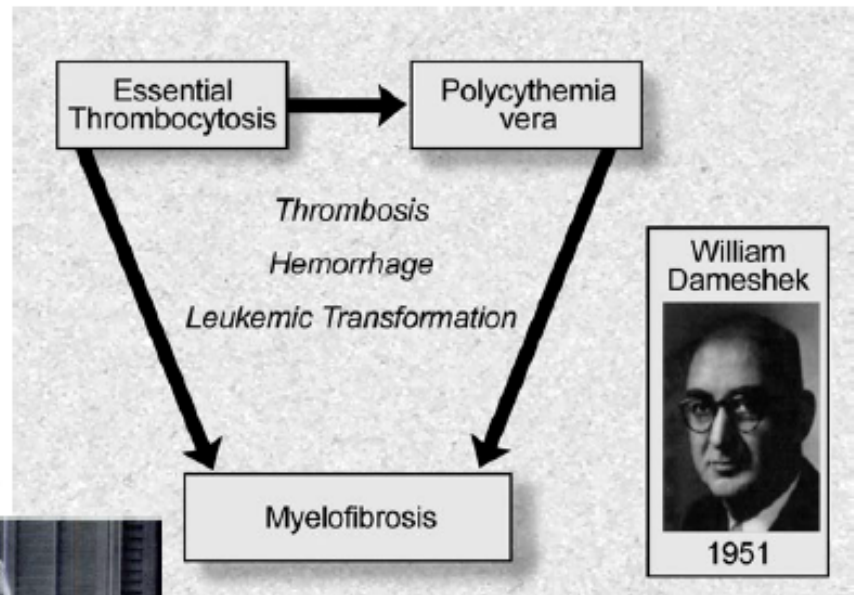 Essential
Thrombocytosis
Polycythemia
vera
Thrombosis
Hemorrhage
Leukemic Transformation
Myelofibrosis
William
Dameshek
1951